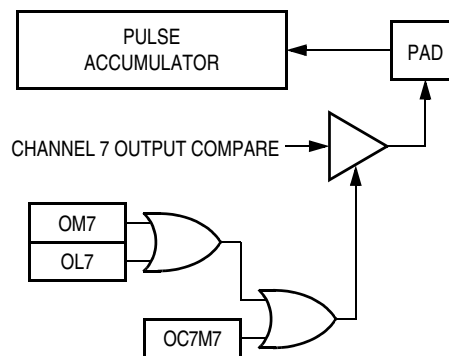 PULSE
ACCUMULATOR
PAD
CHANNEL 7 OUTPUT COMPARE
OM7
OL7
OC7M7